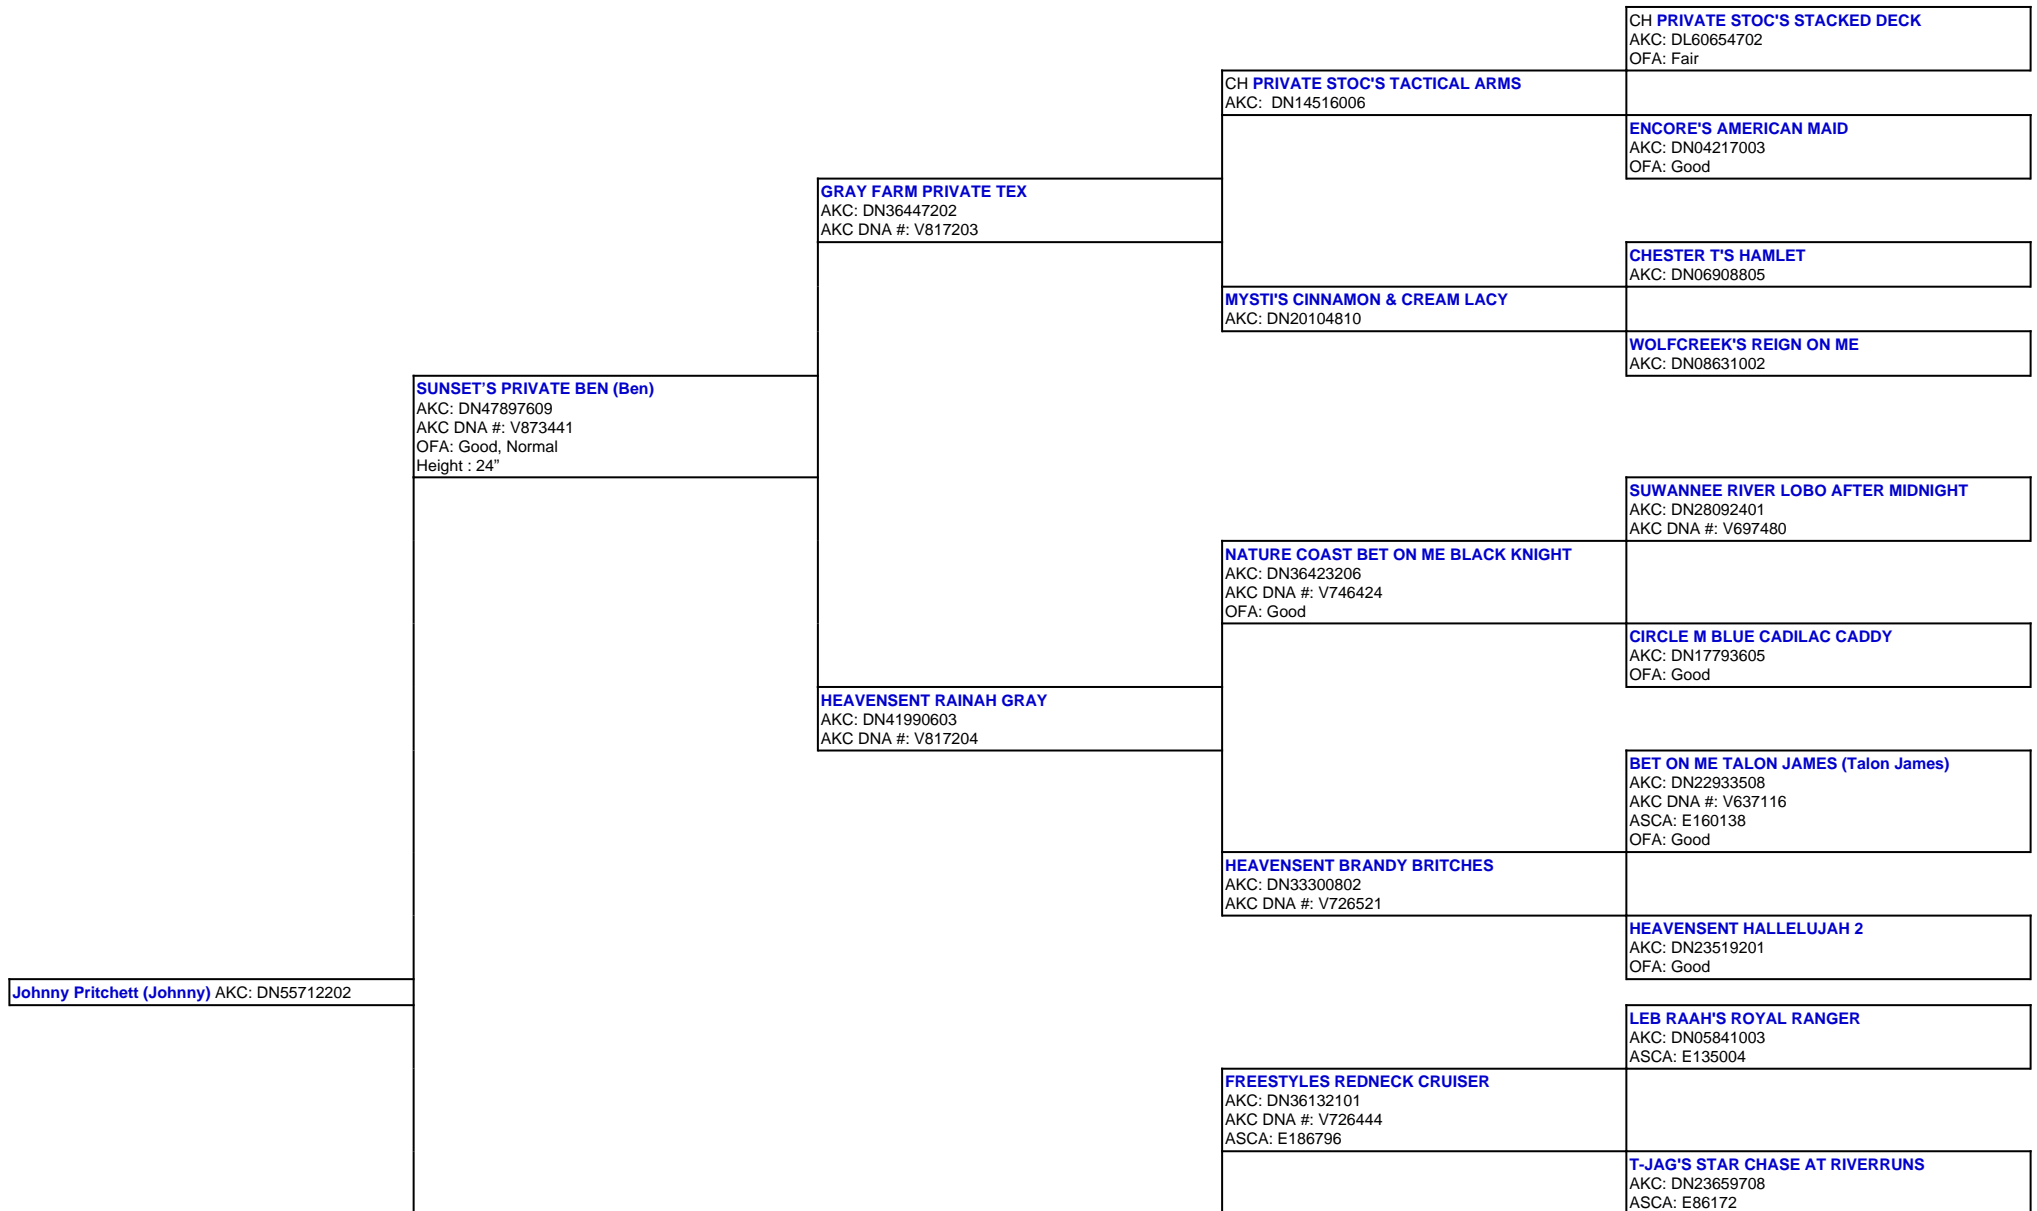 CH PRIVATE STOC'S STACKED DECK
AKC: DL60654702
OFA: Fair
CH PRIVATE STOC'S TACTICAL ARMS
AKC:  DN14516006
ENCORE'S AMERICAN MAID
AKC: DN04217003
OFA: Good
GRAY FARM PRIVATE TEX
AKC: DN36447202
AKC DNA #: V817203
CHESTER T'S HAMLET
AKC: DN06908805
MYSTI'S CINNAMON & CREAM LACY
AKC: DN20104810
WOLFCREEK'S REIGN ON ME
AKC: DN08631002
SUNSET’S PRIVATE BEN (Ben)
AKC: DN47897609
AKC DNA #: V873441
OFA: Good, Normal
Height : 24”
SUWANNEE RIVER LOBO AFTER MIDNIGHT
AKC: DN28092401
AKC DNA #: V697480
NATURE COAST BET ON ME BLACK KNIGHT
AKC: DN36423206
AKC DNA #: V746424
OFA: Good
CIRCLE M BLUE CADILAC CADDY
AKC: DN17793605
OFA: Good
HEAVENSENT RAINAH GRAY
AKC: DN41990603
AKC DNA #: V817204
BET ON ME TALON JAMES (Talon James)
AKC: DN22933508
AKC DNA #: V637116
ASCA: E160138
OFA: Good
HEAVENSENT BRANDY BRITCHES
AKC: DN33300802
AKC DNA #: V726521
HEAVENSENT HALLELUJAH 2
AKC: DN23519201
OFA: Good
Johnny Pritchett (Johnny) AKC: DN55712202
LEB RAAH'S ROYAL RANGER
AKC: DN05841003
ASCA: E135004
FREESTYLES REDNECK CRUISER
AKC: DN36132101
AKC DNA #: V726444
ASCA: E186796
T-JAG'S STAR CHASE AT RIVERRUNS
AKC: DN23659708
ASCA: E86172